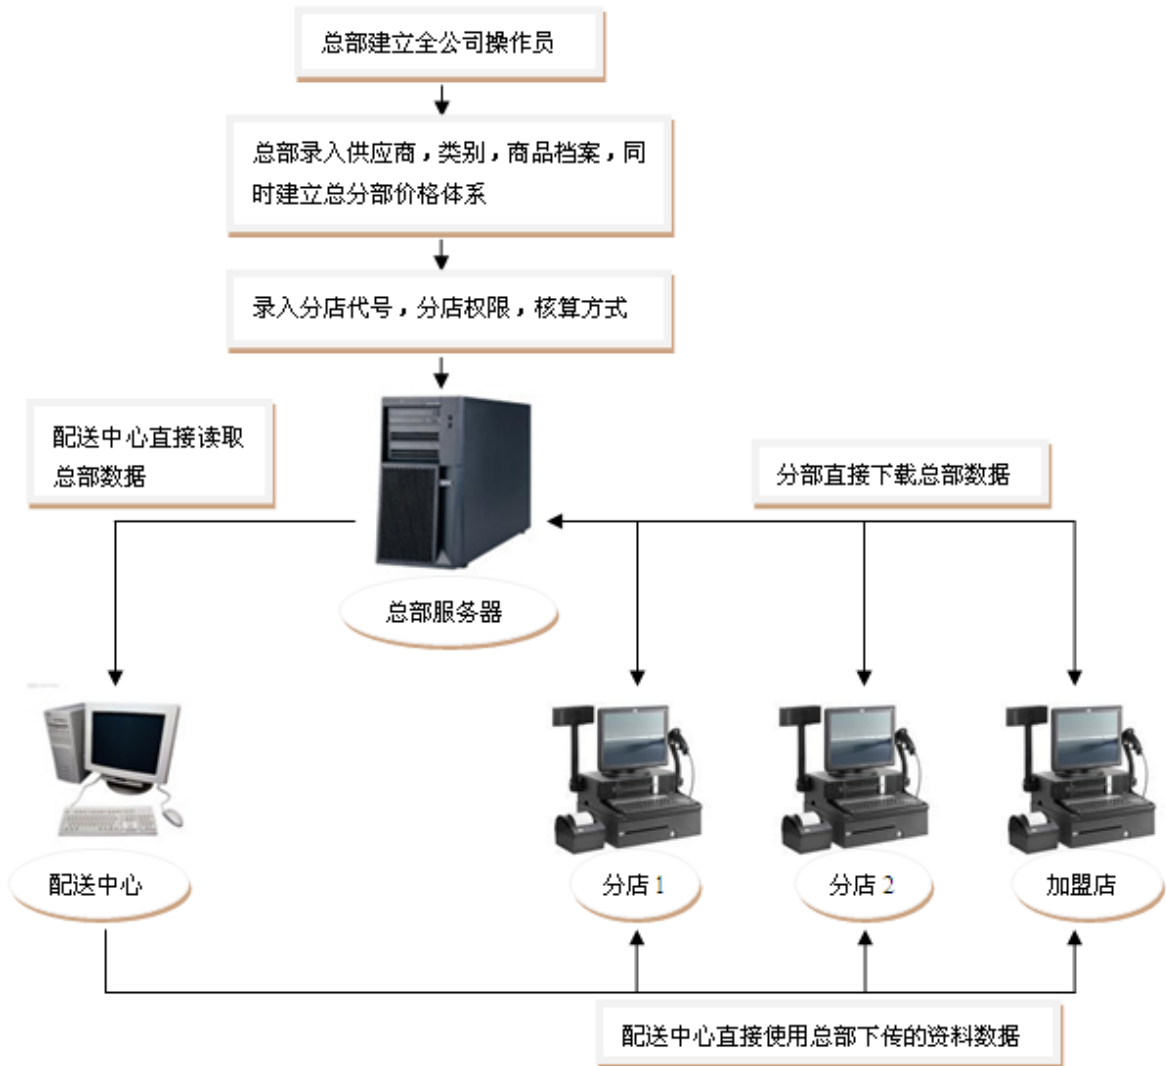 总部建立全公司操作员
总部录入供应商，类别，商品档案，同
时建立总分部价格体系
录入分店代号，分店权限，核算方式
配送中心直接读取
总部数据
分部直接下载总部数据
总部服务器
配送中心
分店 1
分店 2
加盟店
配送中心直接使用总部下传的资料数据